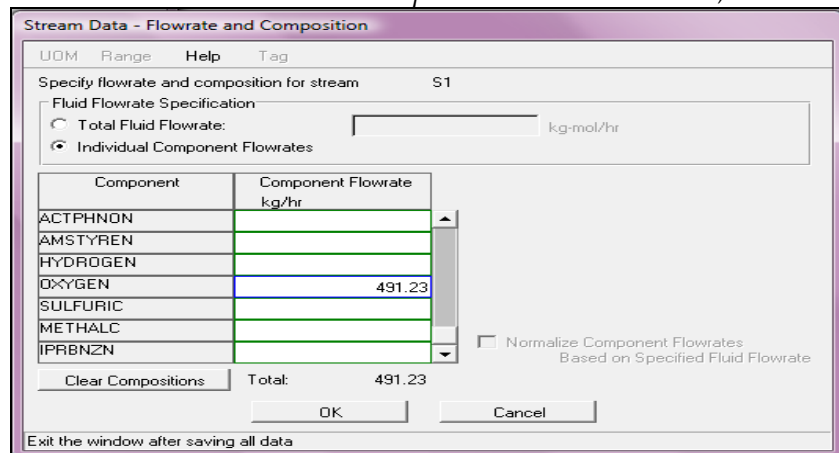 Stream Data - Flowrate and Composition
UOM Range Help Tag
Specify flowrate and composition for stream S1
Fluid Flowrate Specification
Total Fluid Flowrate: kg-mol/hr
Individual Component Flowrates
Component Component Flowrate
kg/hr
ACTPHNON
AMSTYREN
HYDROGEN
OXYGEN 491.23
SULFURIC
METHALC
IPRBNZN
Normalize Component Flowrates
Based on Specified Fluid Flowrate
Clear Compositions Total: 491.23
OK Cancel
Exit the window after saving all data